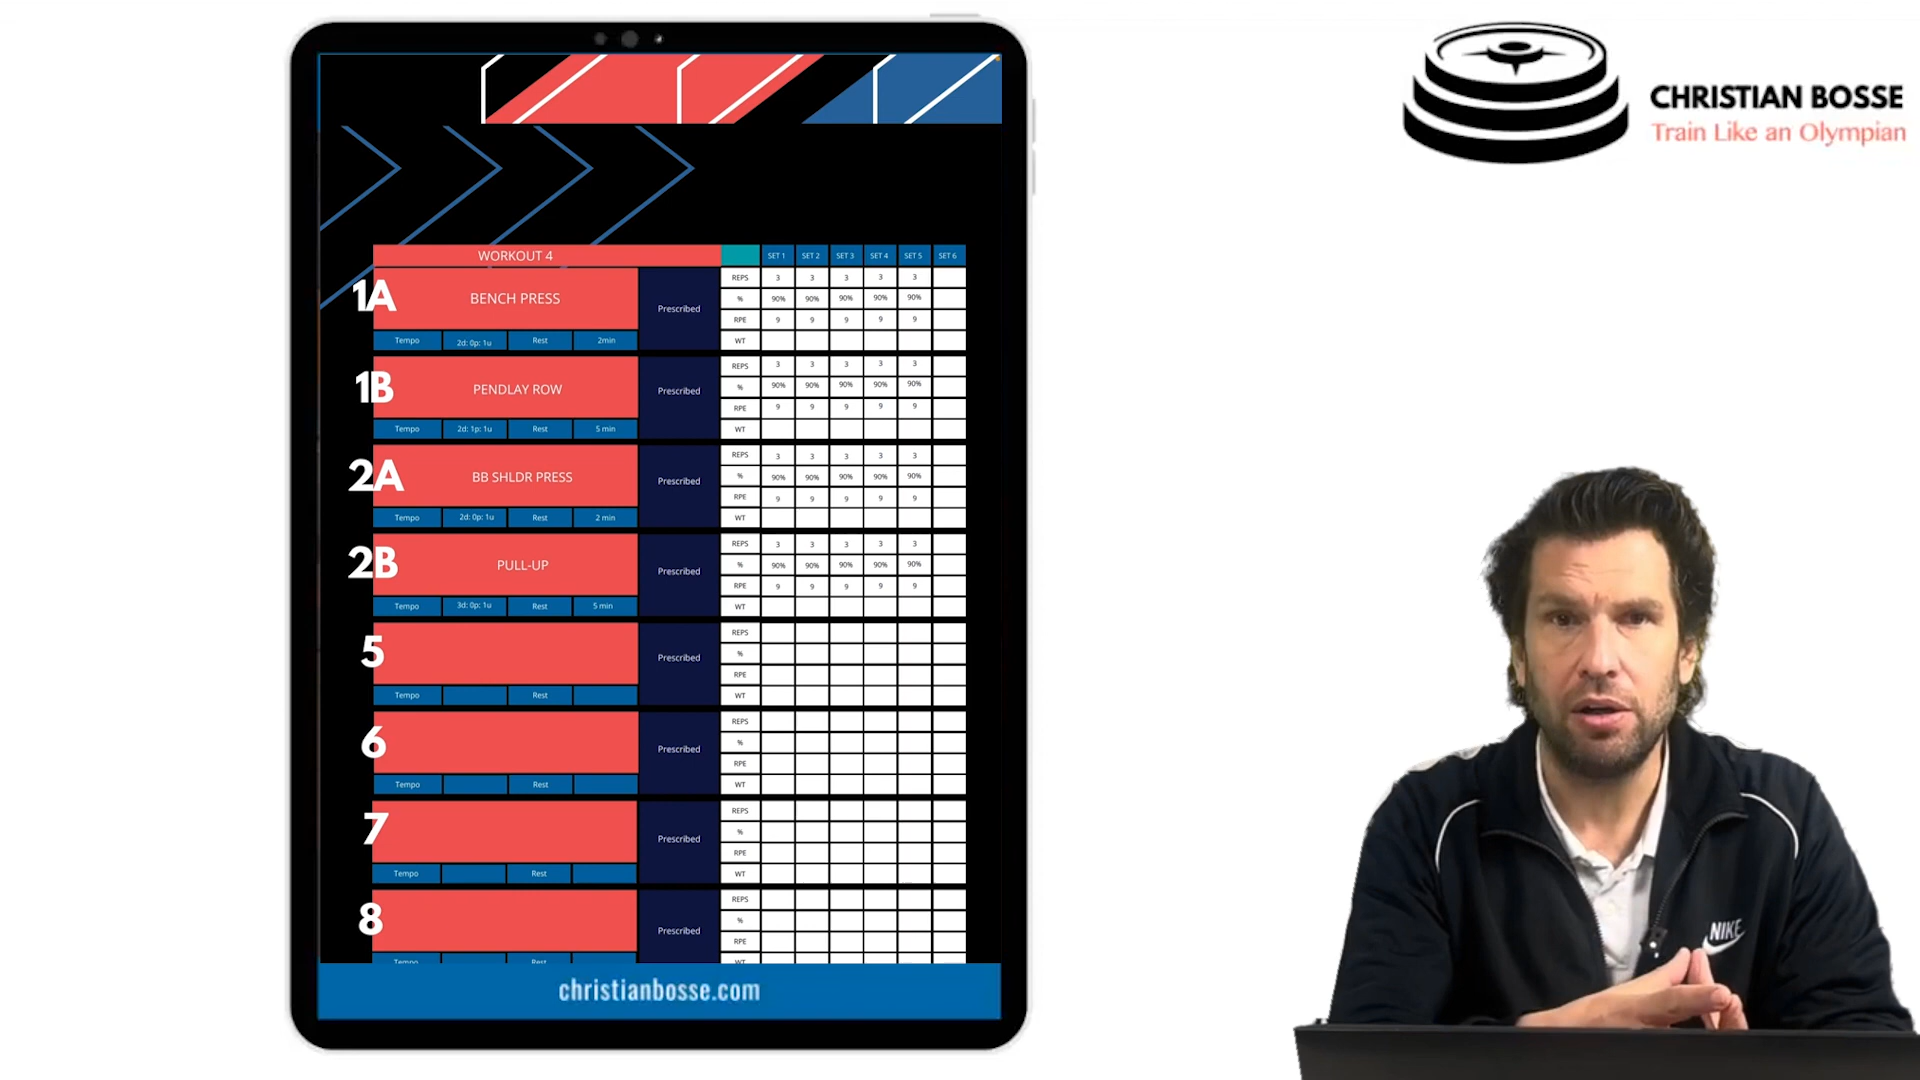 CHRISTIAN BOSSE
Train Like an Olympian
WORKOUT 4 SET 1 SET 2 SET 3 SET 4 SET 5 SET 6
1A BENCH PRESS Prescribed
REPS 3 3 3 3 3
% 90% 90% 90% 90% 90%
RPE 9 9 9 9 9
Tempo 2d: 0p: 1u Rest 2min WT
1B PENDLAY ROW Prescribed
REPS 3 3 3 3 3
% 90% 90% 90% 90% 90%
RPE 9 9 9 9 9
Tempo 2d: 1p: 1u Rest 5 min WT
2A BB SHLDR PRESS Prescribed
REPS 3 3 3 3 3
% 90% 90% 90% 90% 90%
RPE 9 9 9 9 9
Tempo 2d: 0p: 1u Rest 2 min WT
2B PULL-UP Prescribed
REPS 3 3 3 3 3
% 90% 90% 90% 90% 90%
RPE 9 9 9 9 9
Tempo 3d: 0p: 1u Rest 5 min WT
5 Prescribed
REPS
%
RPE
Tempo Rest WT
6 Prescribed
REPS
%
RPE
Tempo Rest WT
7 Prescribed
REPS
%
RPE
Tempo Rest WT
8 Prescribed
REPS
%
RPE
Tempo Rest WT
christianbosse.com
NIKE